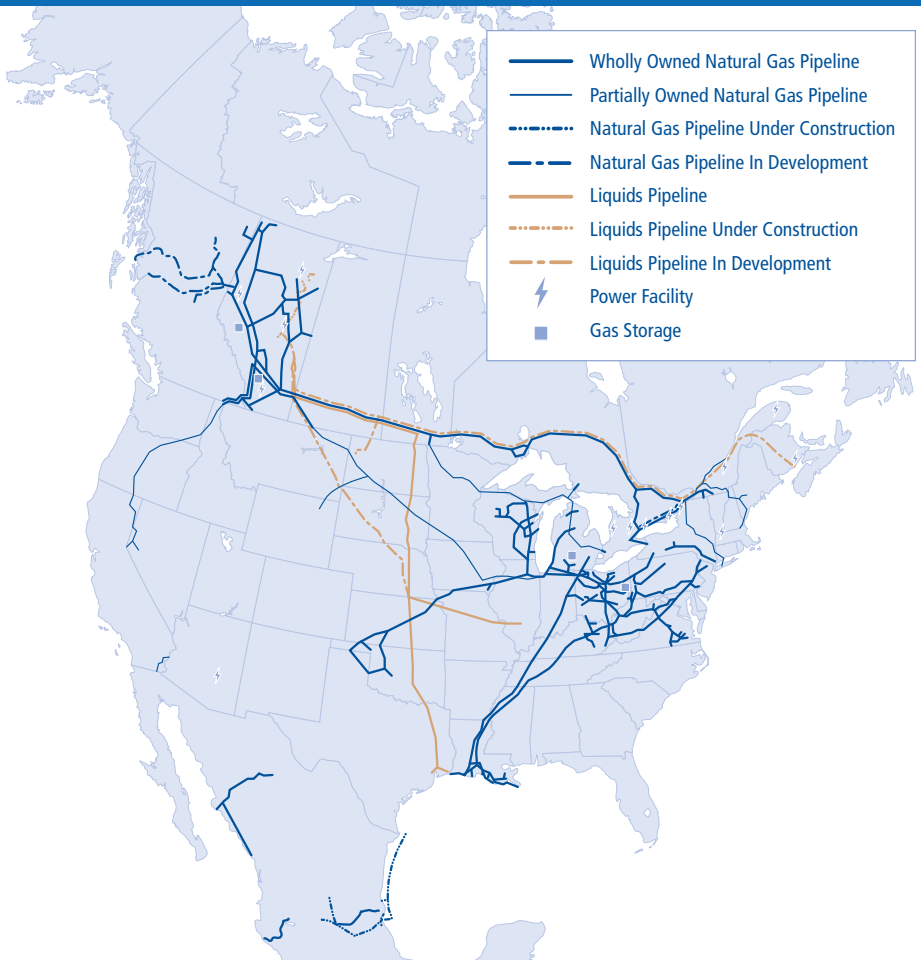 Wholly Owned Natural Gas Pipeline
Partially Owned Natural Gas Pipeline
Natural Gas Pipeline Under Construction
Natural Gas Pipeline In Development
Liquids Pipeline
Liquids Pipeline Under Construction
Liquids Pipeline In Development
Power Facility
Gas Storage